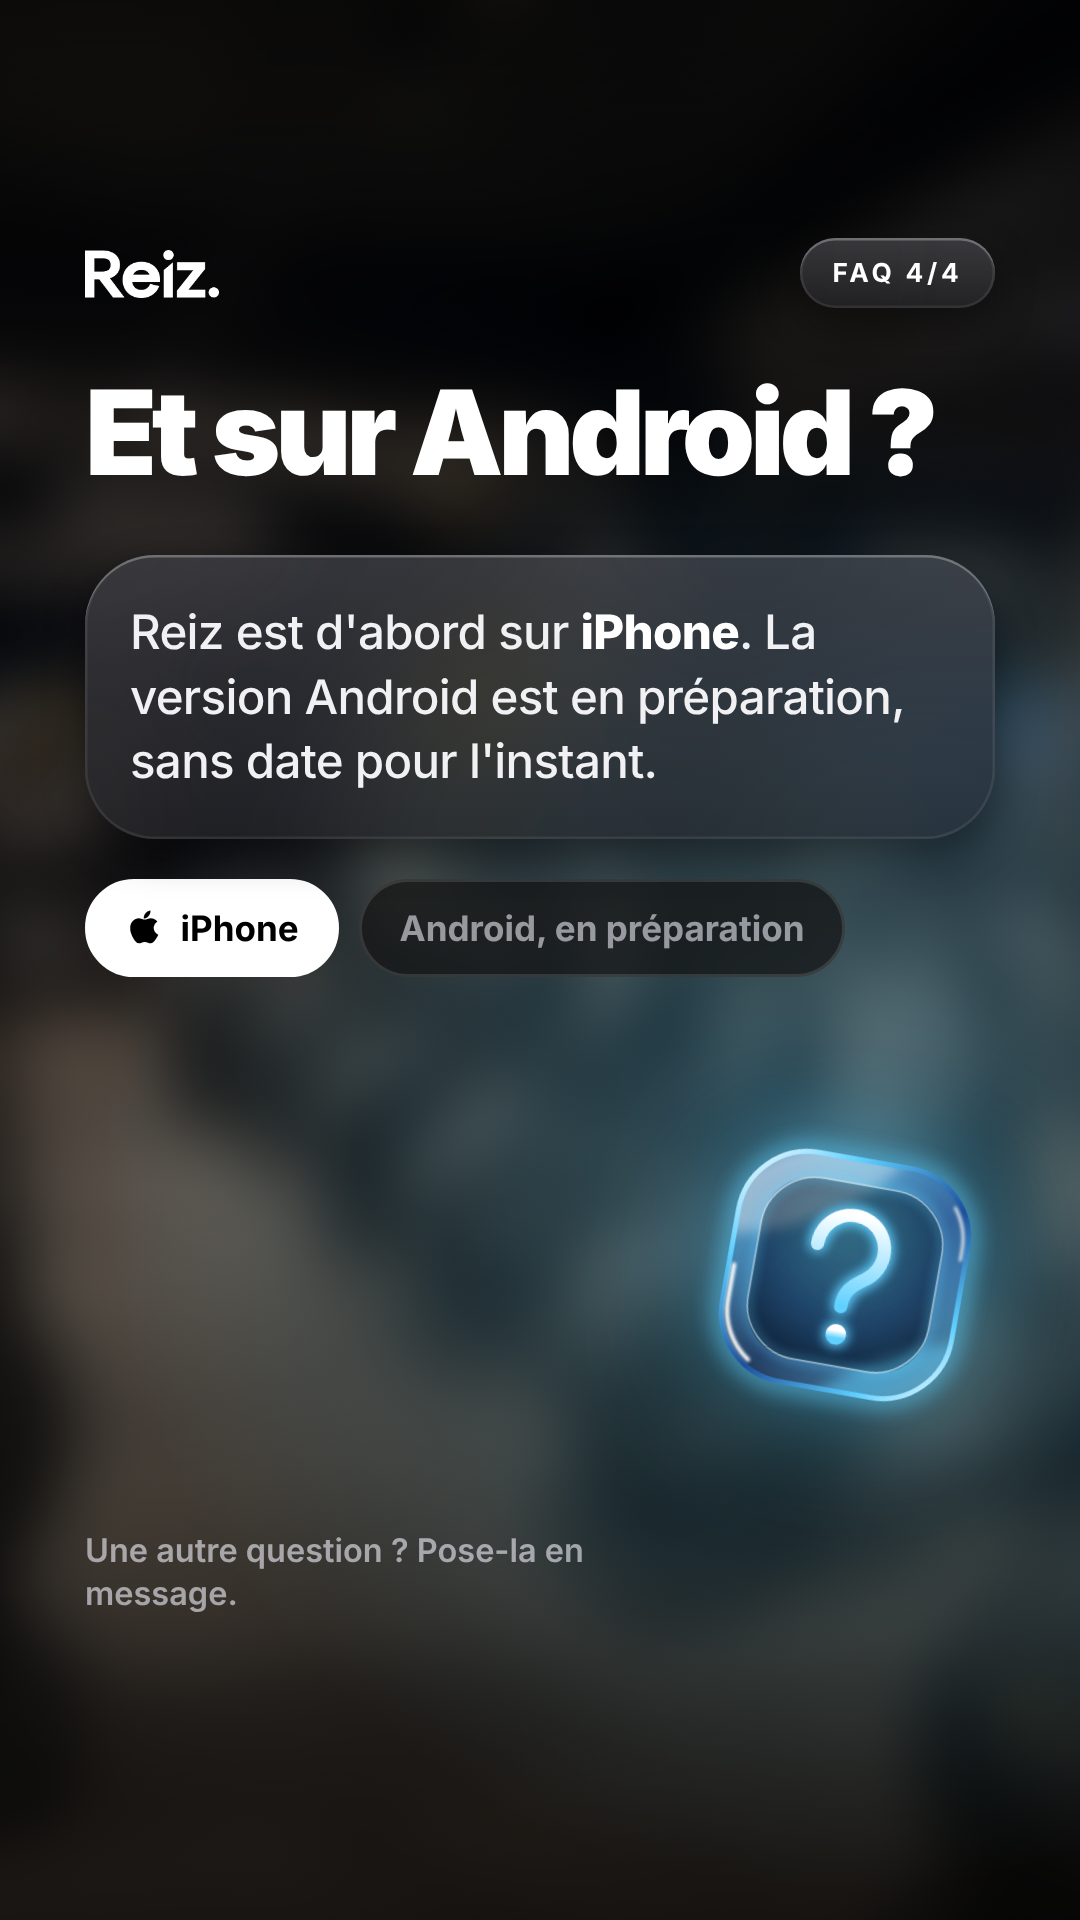 Reiz.
FAQ 4/4
Et sur Android ?
Reiz est d'abord sur iPhone. La
version Android est en préparation,
sans date pour l'instant.
iPhone
Android, en préparation
?
Une autre question ? Pose-la en
message.